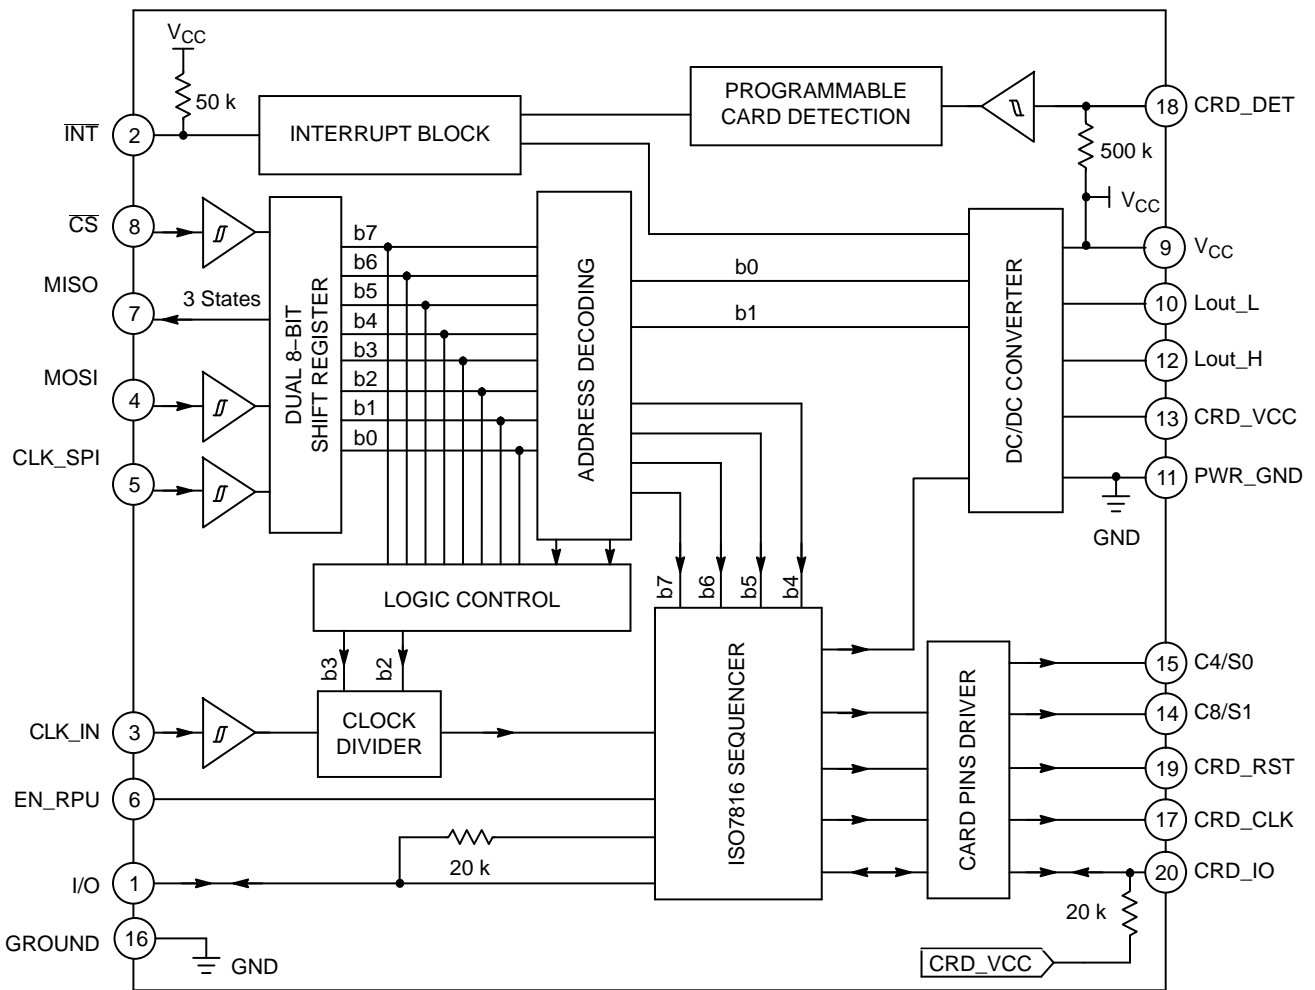 VCC
50 k
INT
2
INTERRUPT BLOCK
PROGRAMMABLE
CARD DETECTION
18
CRD_DET
500 k
VCC
CS
8
MISO
7
3 States
MOSI
4
CLK_SPI
5
DUAL 8–BIT
SHIFT REGISTER
b7
b6
b5
b4
b3
b2
b1
b0
ADDRESS DECODING
b0
b1
DC/DC CONVERTER
9
VCC
10
Lout_L
12
Lout_H
13
CRD_VCC
11
PWR_GND
GND
LOGIC CONTROL
b3
b2
b7
b6
b5
b4
CLK_IN
3
CLOCK
DIVIDER
EN_RPU
6
20 k
I/O
1
GROUND
16
GND
ISO7816 SEQUENCER
CARD PINS DRIVER
15
C4/S0
14
C8/S1
19
CRD_RST
17
CRD_CLK
20
CRD_IO
20 k
CRD_VCC